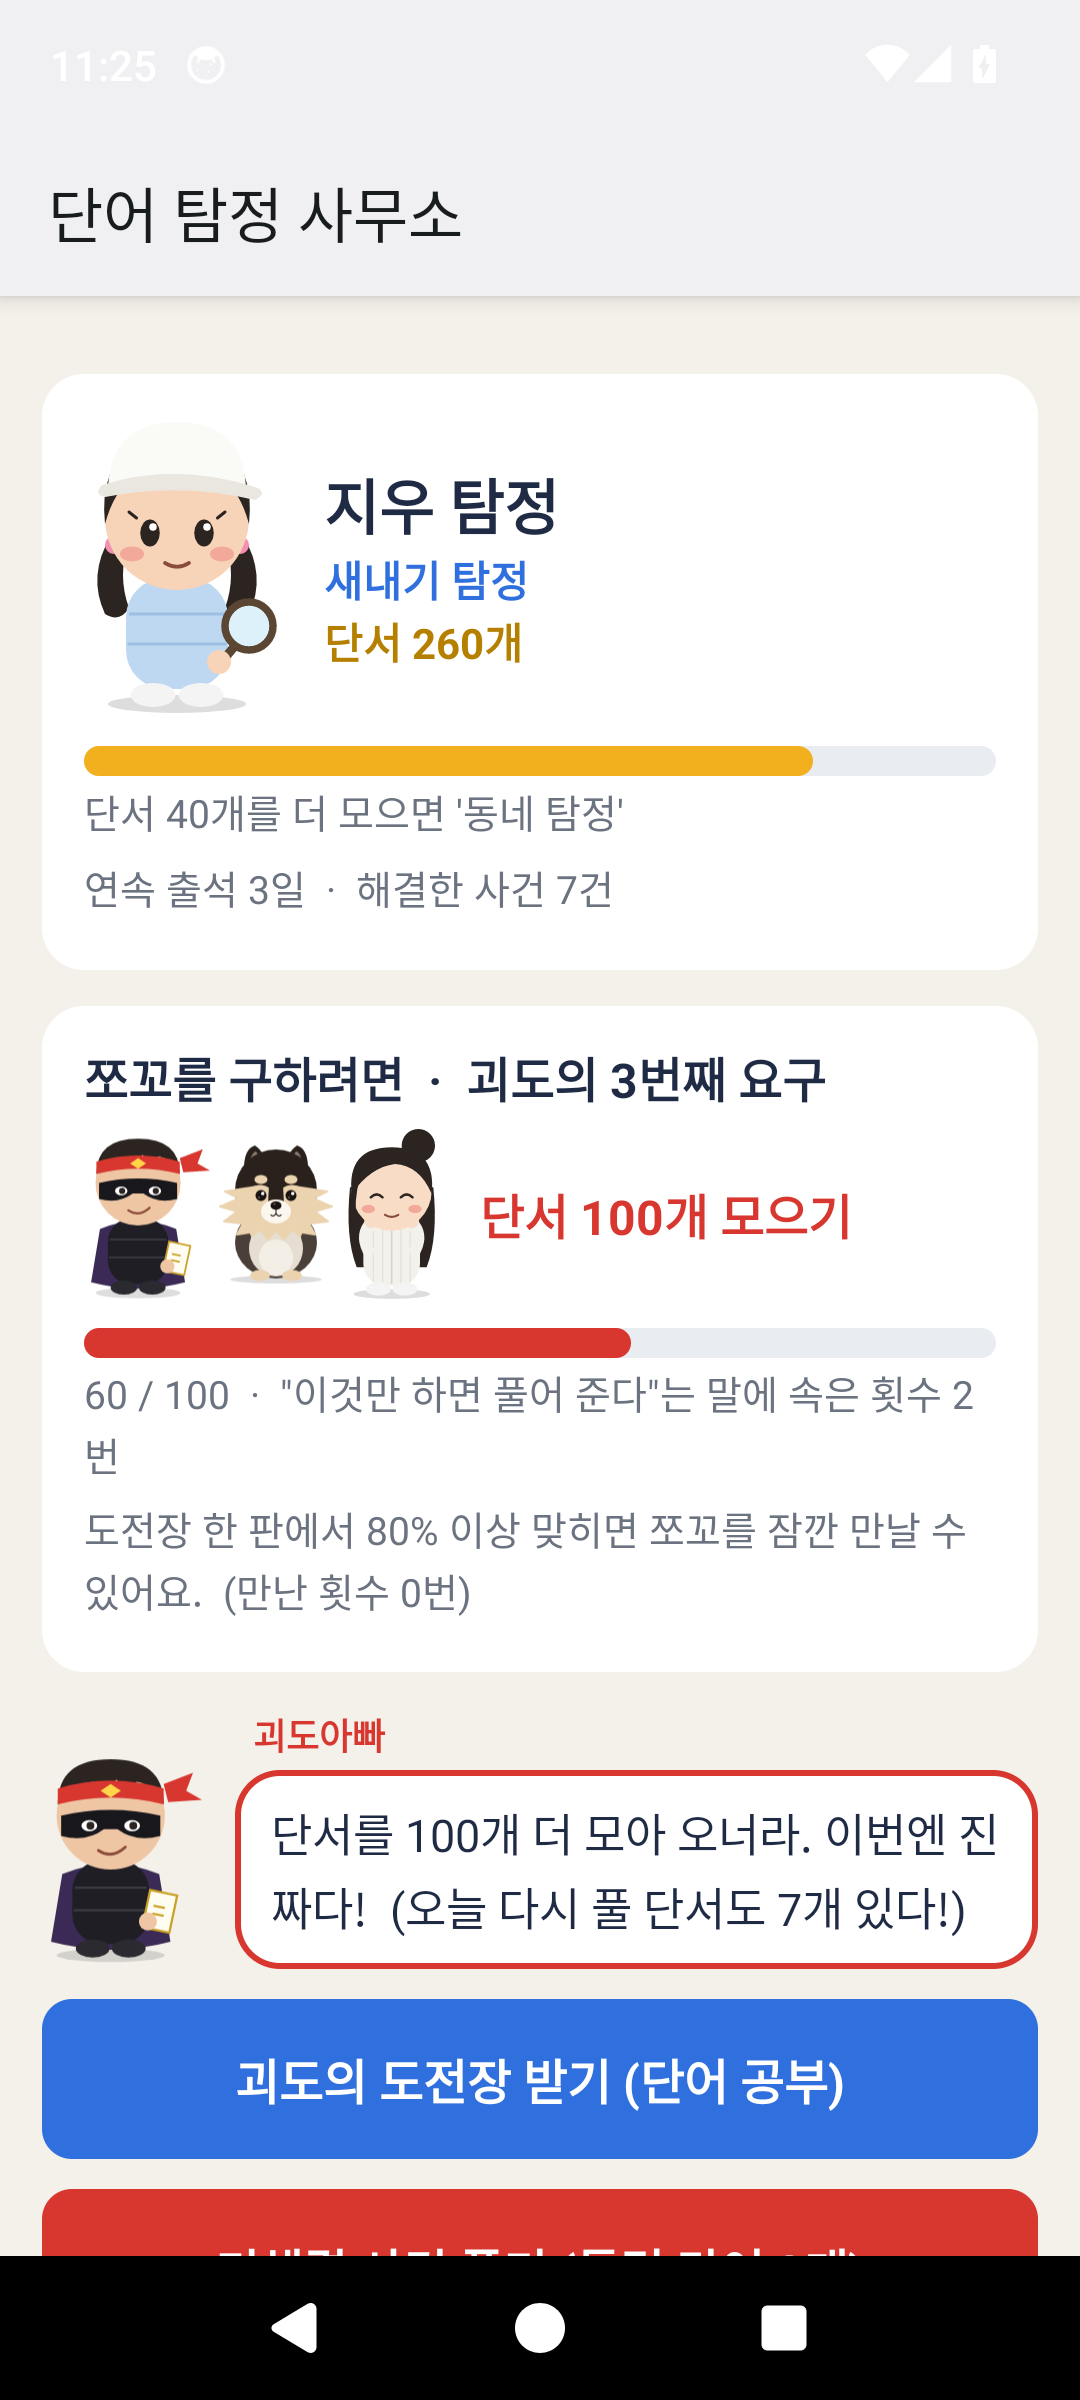 11:25
단어 탐정 사무소
지우 탐정
새내기 탐정
단서 260개
단서 40개를 더 모으면 '동네 탐정'
연속 출석 3일 · 해결한 사건 7건
쪼꼬를 구하려면 · 괴도의 3번째 요구
단서 100개 모으기
60 / 100 · "이것만 하면 풀어 준다"는 말에 속은 횟수 2
번
도전장 한 판에서 80% 이상 맞히면 쪼꼬를 잠깐 만날 수
있어요. (만난 횟수 0번)
괴도아빠
단서를 100개 더 모아 오너라. 이번엔 진
짜다! (오늘 다시 풀 단서도 7개 있다!)
괴도의 도전장 받기 (단어 공부)